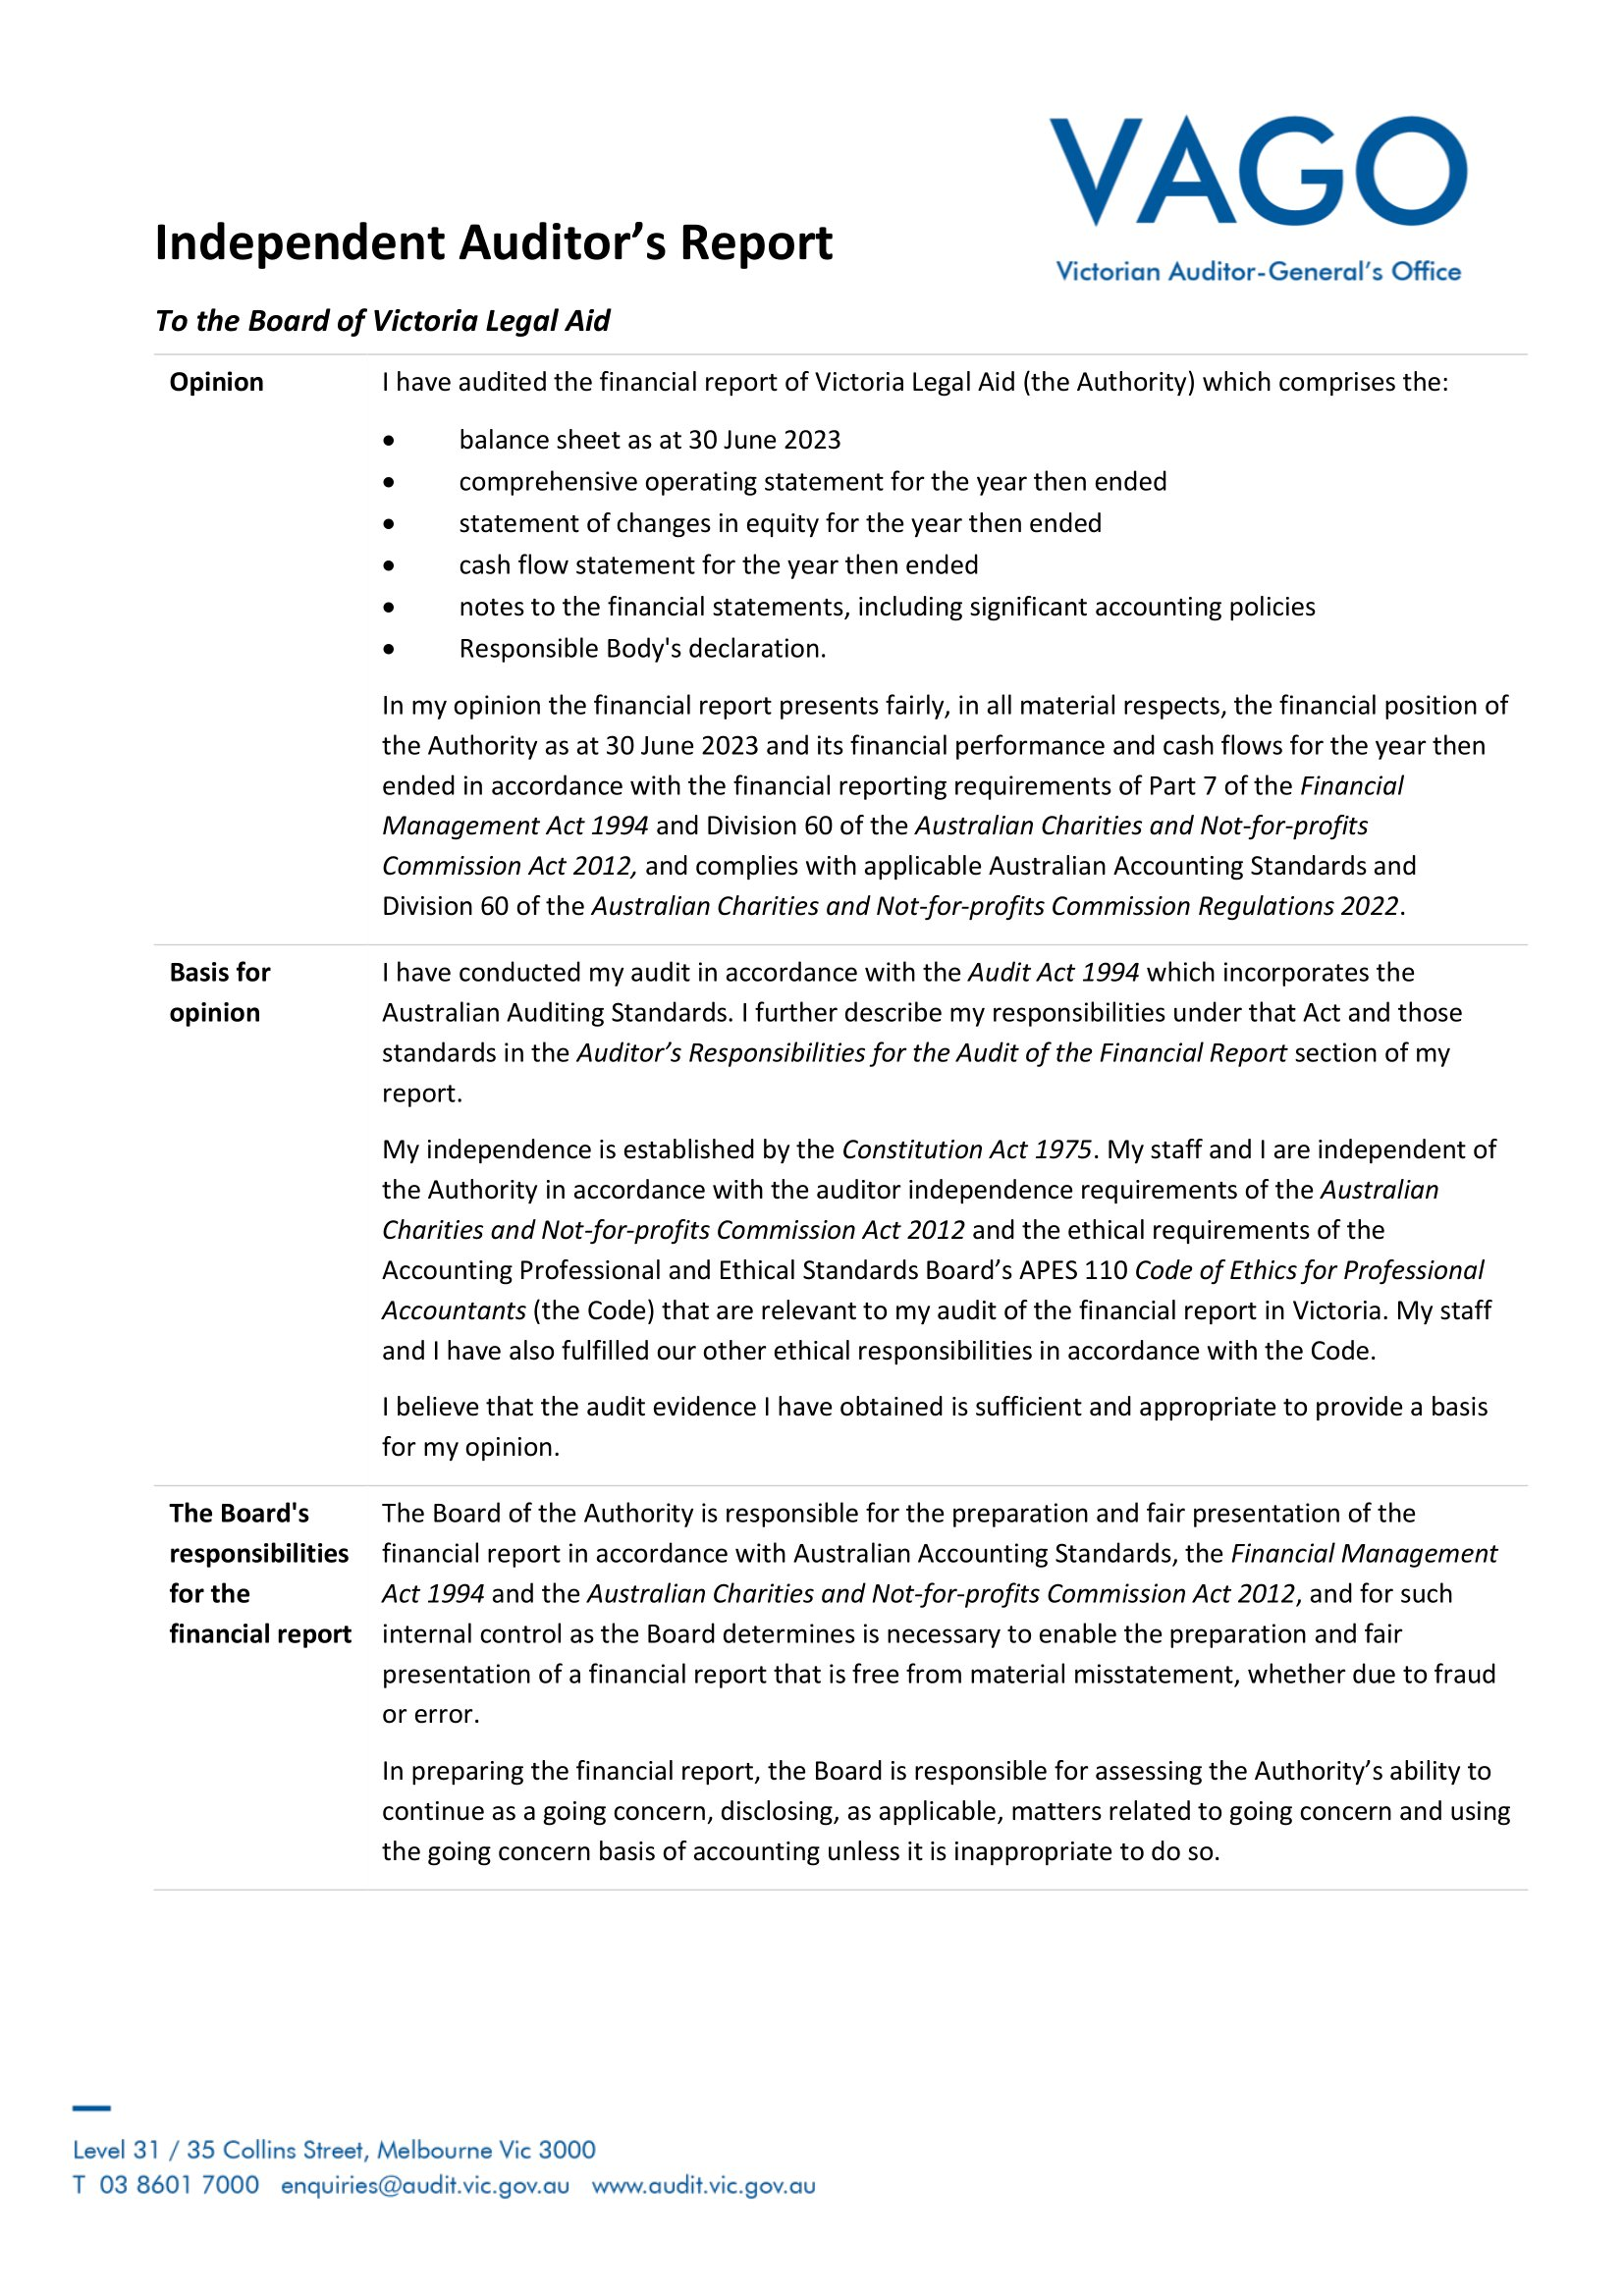 VAGO
Victorian Auditor-General's Office
Independent Auditor’s Report
To the Board of Victoria Legal Aid
Opinion
I have audited the financial report of Victoria Legal Aid (the Authority) which comprises the:
• balance sheet as at 30 June 2023
• comprehensive operating statement for the year then ended
• statement of changes in equity for the year then ended
• cash flow statement for the year then ended
• notes to the financial statements, including significant accounting policies
• Responsible Body's declaration.
In my opinion the financial report presents fairly, in all material respects, the financial position of
the Authority as at 30 June 2023 and its financial performance and cash flows for the year then
ended in accordance with the financial reporting requirements of Part 7 of the Financial
Management Act 1994 and Division 60 of the Australian Charities and Not-for-profits
Commission Act 2012, and complies with applicable Australian Accounting Standards and
Division 60 of the Australian Charities and Not-for-profits Commission Regulations 2022.
Basis for
opinion
I have conducted my audit in accordance with the Audit Act 1994 which incorporates the
Australian Auditing Standards. I further describe my responsibilities under that Act and those
standards in the Auditor’s Responsibilities for the Audit of the Financial Report section of my
report.
My independence is established by the Constitution Act 1975. My staff and I are independent of
the Authority in accordance with the auditor independence requirements of the Australian
Charities and Not-for-profits Commission Act 2012 and the ethical requirements of the
Accounting Professional and Ethical Standards Board’s APES 110 Code of Ethics for Professional
Accountants (the Code) that are relevant to my audit of the financial report in Victoria. My staff
and I have also fulfilled our other ethical responsibilities in accordance with the Code.
I believe that the audit evidence I have obtained is sufficient and appropriate to provide a basis
for my opinion.
The Board's
responsibilities
for the
financial report
The Board of the Authority is responsible for the preparation and fair presentation of the
financial report in accordance with Australian Accounting Standards, the Financial Management
Act 1994 and the Australian Charities and Not-for-profits Commission Act 2012, and for such
internal control as the Board determines is necessary to enable the preparation and fair
presentation of a financial report that is free from material misstatement, whether due to fraud
or error.
In preparing the financial report, the Board is responsible for assessing the Authority’s ability to
continue as a going concern, disclosing, as applicable, matters related to going concern and using
the going concern basis of accounting unless it is inappropriate to do so.
Level 31 / 35 Collins Street, Melbourne Vic 3000
T 03 8601 7000 enquiries@audit.vic.gov.au www.audit.vic.gov.au